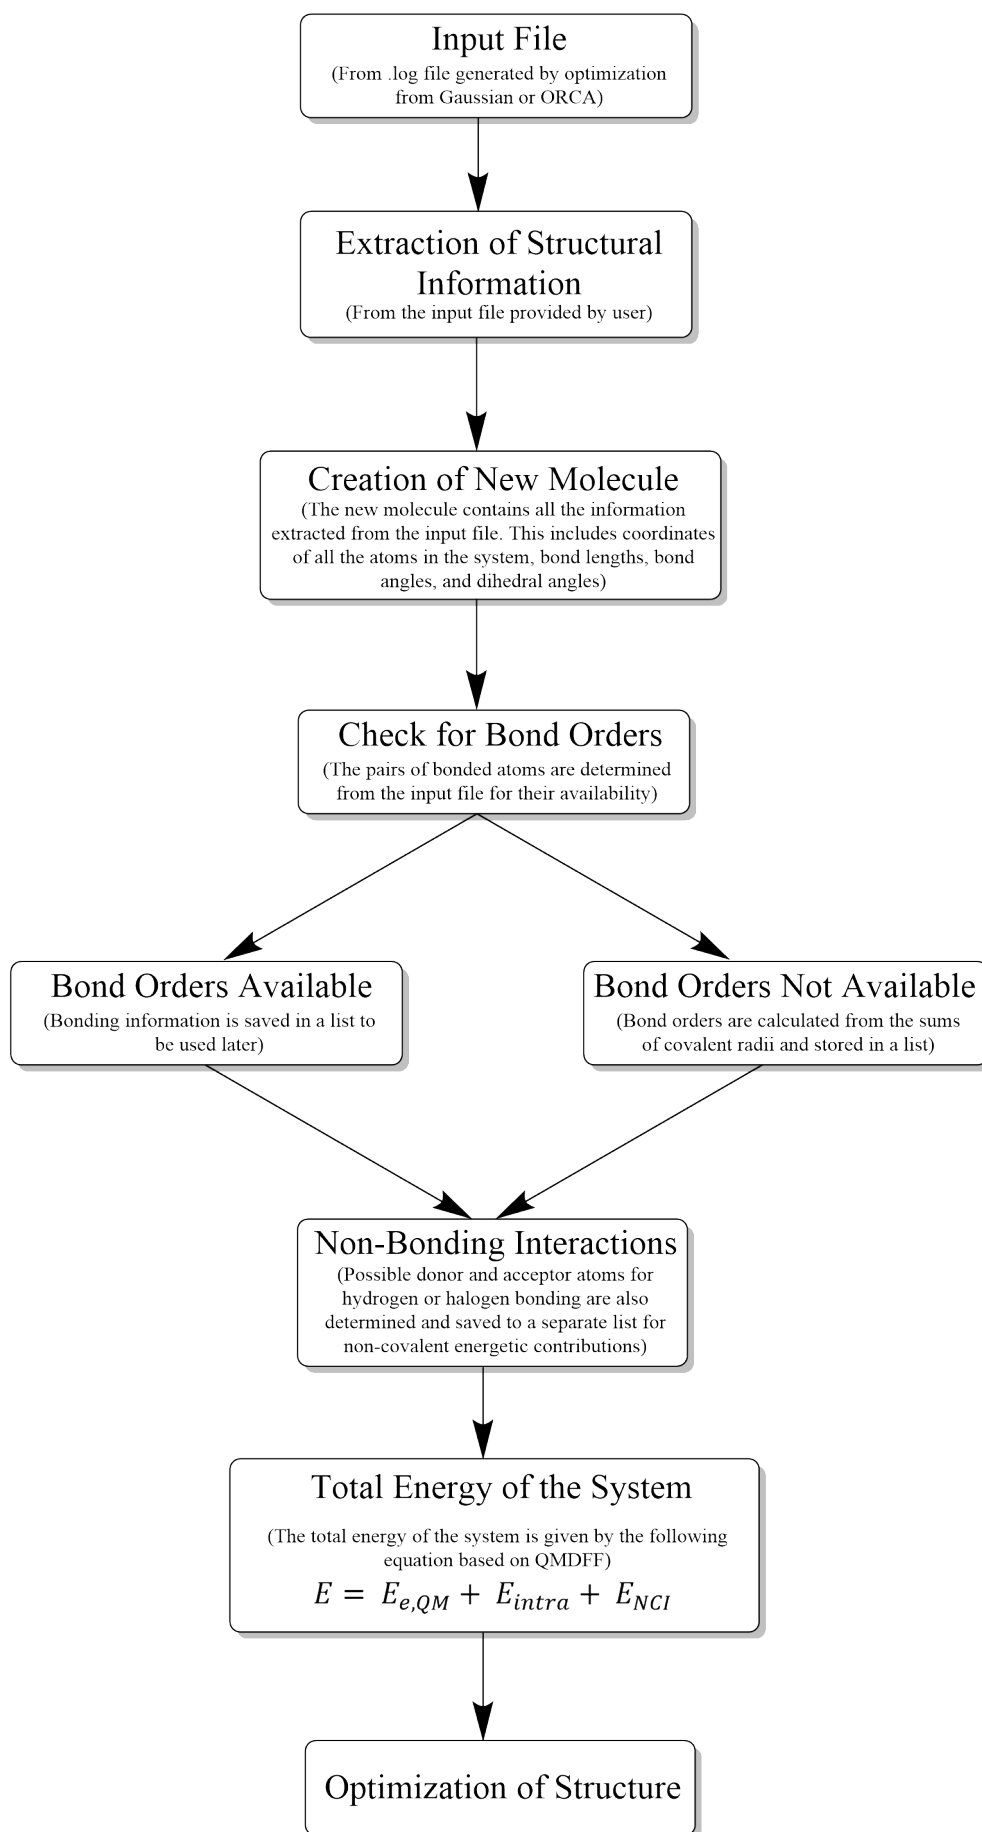 Input File
(From .log file generated by optimization
from Gaussian or ORCA)
Extraction of Structural
Information
(From the input file provided by user)
Creation of New Molecule
(The new molecule contains all the information
extracted from the input file. This includes coordinates
of all the atoms in the system, bond lengths, bond
angles, and dihedral angles)
Check for Bond Orders
(The pairs of bonded atoms are determined
from the input file for their availability)
Bond Orders Available
(Bonding information is saved in a list to
be used later)
Bond Orders Not Available
(Bond orders are calculated from the sums
of covalent radii and stored in a list)
Non-Bonding Interactions
(Possible donor and acceptor atoms for
hydrogen or halogen bonding are also
determined and saved to a separate list for
non-covalent energetic contributions)
Total Energy of the System
(The total energy of the system is given by the following
equation based on QMDFF)
E = E_{e,QM} + E_{intra} + E_{NCI}
Optimization of Structure